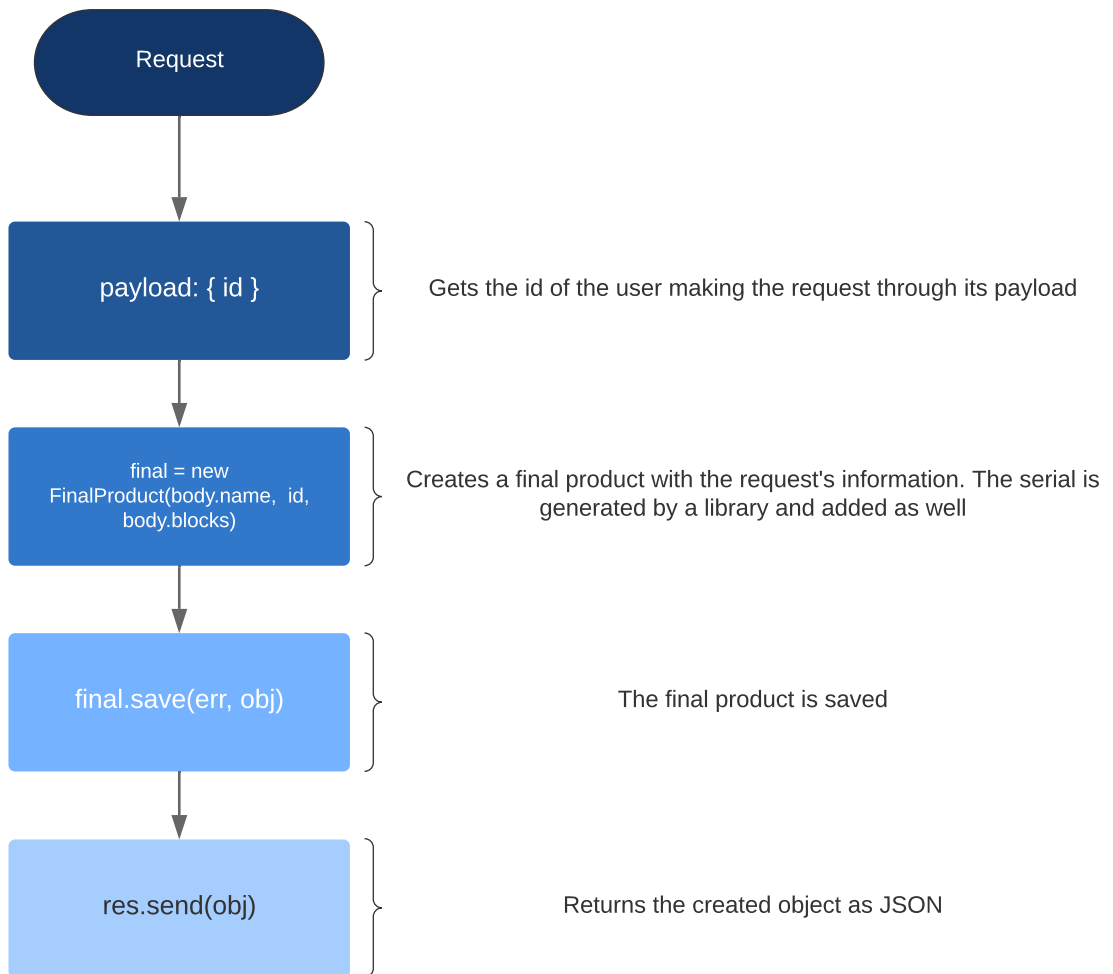 Request
payload: { id }
Gets the id of the user making the request through its payload
final = new
FinalProduct(body.name,  id,
body.blocks)
Creates a final product with the request's information. The serial is
generated by a library and added as well
final.save(err, obj)
The final product is saved
res.send(obj)
Returns the created object as JSON